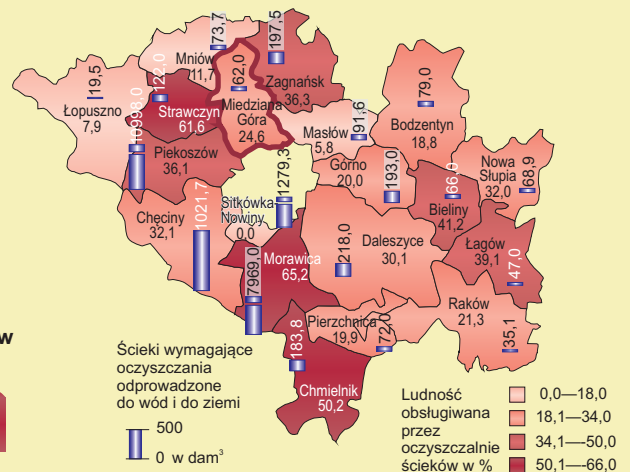 73,7
Mniów
11,7
197,5
Zagnańsk
36,3
62,0
Miedziana
Góra
24,6
19,5
Łopuszno
7,9
122,0
Strawczyn
61,6
10998,0
Piekoszów
36,1
Masłów
5,8
91,6
79,0
Bodzentyn
18,8
Górno
20,0
193,0
Nowa
Słupia
32,0
68,9
66,0
Bieliny
41,2
Łagów
39,1
47,0
1279,3
Sitkówka-
Nowiny
0,0
Chęciny
32,1
1021,7
Morawica
65,2
7969,0
218,0
Daleszyce
30,1
Raków
21,3
35,1
Pierzchnica
19,9
72,0
183,8
Chmielnik
50,2
w
Ścieki wymagające
oczyszczania
odprowadzone
do wód i do ziemi
500
0 w dam³
Ludność
obsługiwana
przez
oczyszczalnie
ścieków w %
0,0—18,0
18,1—34,0
34,1—50,0
50,1—66,0